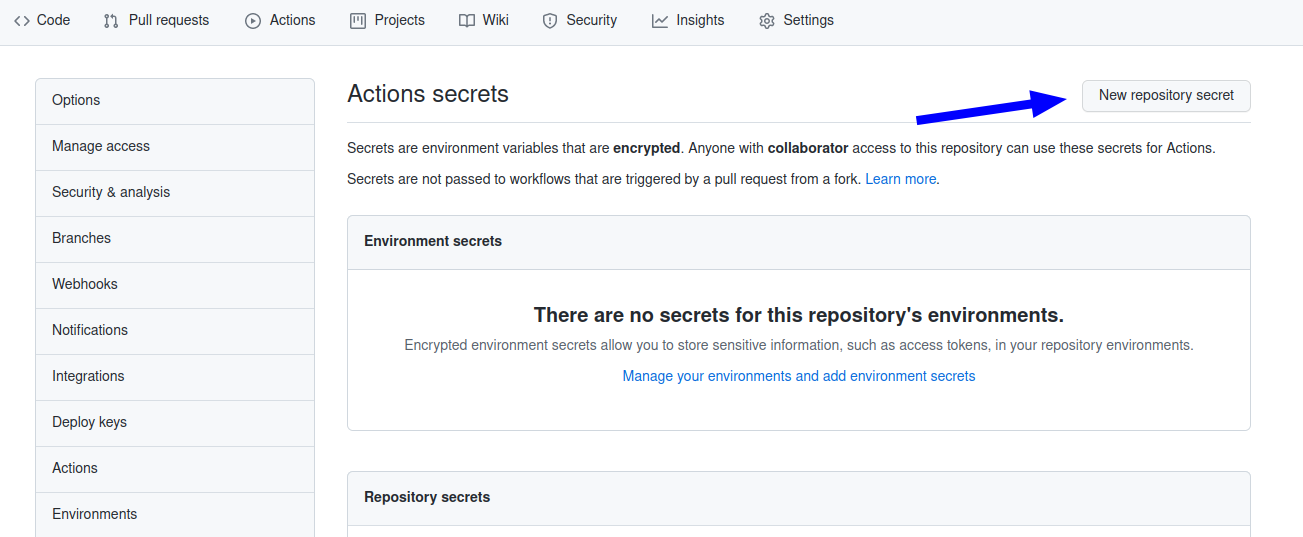 Code Pull requests Actions Projects Wiki Security Insights Settings
Options
Manage access
Security & analysis
Branches
Webhooks
Notifications
Integrations
Deploy keys
Actions
Environments
Actions secrets
New repository secret
Secrets are environment variables that are encrypted. Anyone with collaborator access to this repository can use these secrets for Actions.
Secrets are not passed to workflows that are triggered by a pull request from a fork. Learn more.
Environment secrets
There are no secrets for this repository's environments.
Encrypted environment secrets allow you to store sensitive information, such as access tokens, in your repository environments.
Manage your environments and add environment secrets
Repository secrets